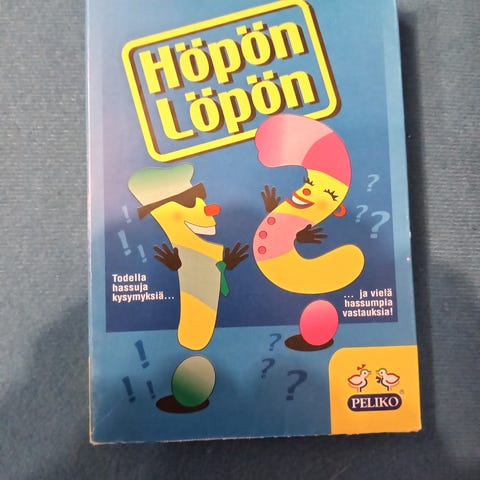 Höpön
Löpön
Todella
hassuja
kysymyksiä...
... ja vielä
hassumpia
vastauksia!
PELIKO